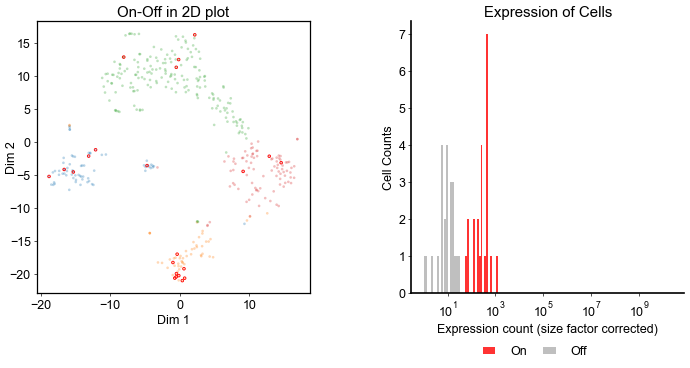 On-Off in 2D plot
15
10
5
0
−5
−10
−15
−20
Dim 2
−20 −10 0 10
Dim 1
Expression of Cells
7
6
5
4
3
2
1
0
Cell Counts
10^1 10^3 10^5 10^7 10^9
Expression count (size factor corrected)
On Off